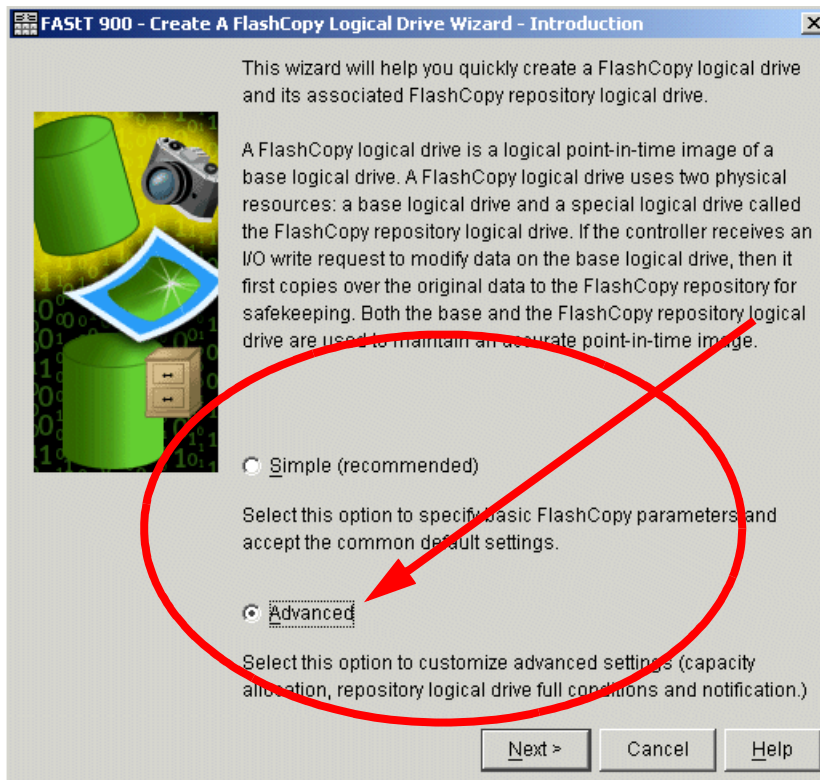 FAStT 900 - Create A FlashCopy Logical Drive Wizard - Introduction
This wizard will help you quickly create a FlashCopy logical drive
and its associated FlashCopy repository logical drive.
A FlashCopy logical drive is a logical point-in-time image of a
base logical drive. A FlashCopy logical drive uses two physical
resources: a base logical drive and a special logical drive called
the FlashCopy repository logical drive. If the controller receives an
I/O write request to modify data on the base logical drive, then it
first copies over the original data to the FlashCopy repository for
safekeeping. Both the base and the FlashCopy repository logical
drive are used to maintain an accurate point-in-time image.
Simple (recommended)
Select this option to specify basic FlashCopy parameters and
accept the common default settings.
Advanced
Select this option to customize advanced settings (capacity
allocation, repository logical drive full conditions and notification.)
Next >
Cancel
Help